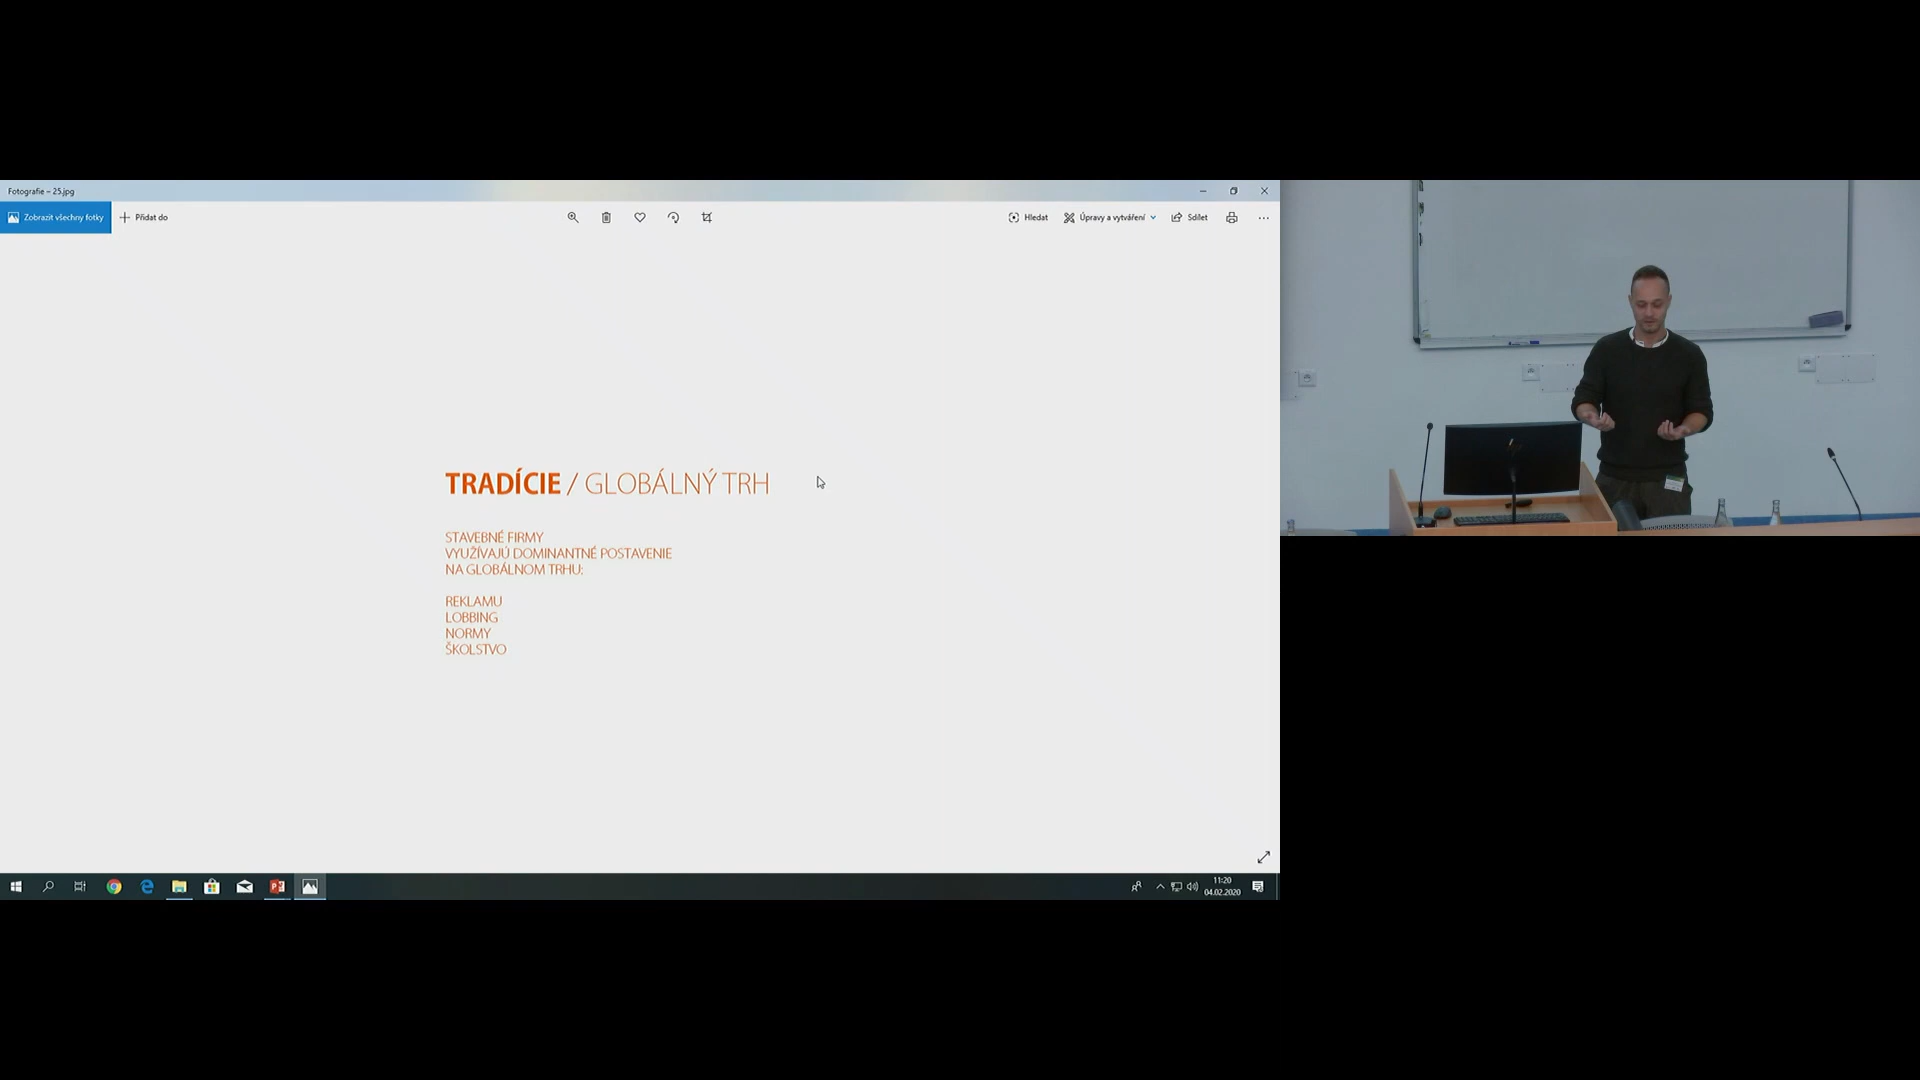 Fotografie – 25.jpg
Zobrazit všechny fotky
Přidat do
Hledat
Úpravy a vytváření
Sdílet
TRADÍCIE / GLOBÁLNÝ TRH
STAVEBNÉ FIRMY
VYUŽÍVAJÚ DOMINANTNÉ POSTAVENIE
NA GLOBÁLNOM TRHU:
REKLAMU
LOBBING
NORMY
ŠKOLSTVO
11:20
04.02.2020